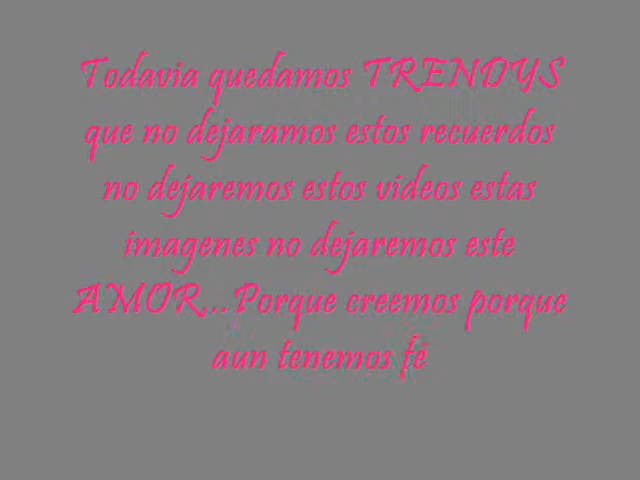 Todavia quedamos TRENDYS
que no dejaramos estos recuerdos
no dejaremos estos videos estas
imagenes no dejaremos este
AMOR...Porque creemos porque
aun tenemos fé